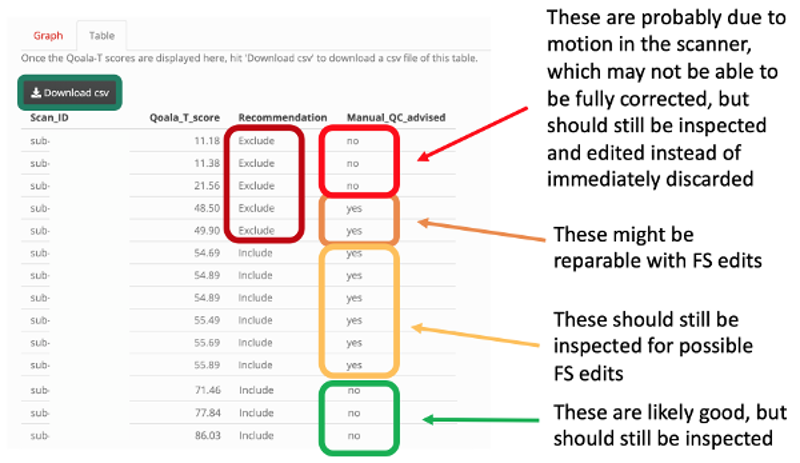 Graph Table
Once the Qoala-T scores are displayed here, hit 'Download csv' to download a csv file of this table.
Download csv
Scan_ID Qoala_T_score Recommendation Manual_QC_advised
sub- 11.18 Exclude no
sub- 11.38 Exclude no
sub- 21.56 Exclude no
sub- 48.50 Exclude yes
sub- 49.90 Exclude yes
sub- 54.69 Include yes
sub- 54.89 Include yes
sub- 54.89 Include yes
sub- 55.49 Include yes
sub- 55.69 Include yes
sub- 55.89 Include yes
sub- 71.46 Include no
sub- 77.84 Include no
sub- 86.03 Include no
These are probably due to
motion in the scanner,
which may not be able to
be fully corrected, but
should still be inspected
and edited instead of
immediately discarded
These might be
reparable with FS edits
These should still be
inspected for possible
FS edits
These are likely good, but
should still be inspected